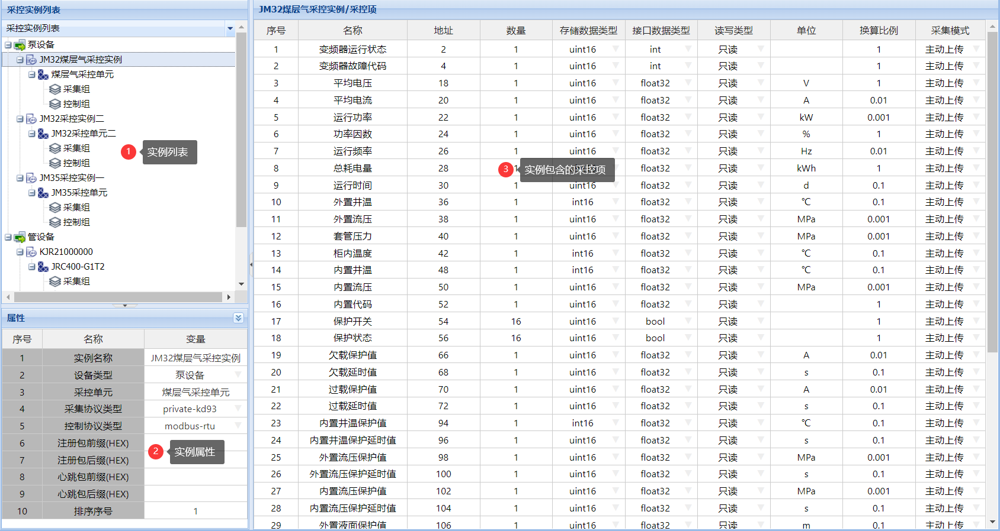 采控实例列表
采控实例列表
泵设备
JM32煤层气采控实例
煤层气采控单元
采集组
控制组
JM32采控实例二
JM32采控单元二
采集组
控制组
JM35采控实例一
JM35采控单元
采集组
控制组
管设备
KJR21000000
JRC400-G1T2
采集组
1 实例列表
属性
序号 名称 变量
1 实例名称 JM32煤层气采控实例
2 设备类型 泵设备
3 采控单元 煤层气采控单元
4 采集协议类型 private-kd93
5 控制协议类型 modbus-rtu
6 注册包前缀(HEX)
7 注册包后缀(HEX)
8 心跳包前缀(HEX)
9 心跳包后缀(HEX)
10 排序序号 1
2 实例属性
JM32煤层气采控实例/采控项
序号 名称 地址 数量 存储数据类型 接口数据类型 读写类型 单位 换算比例 采集模式
1 变频器运行状态 2 1 uint16 int 只读 1 主动上传
2 变频器故障代码 4 1 uint16 int 只读 1 主动上传
3 平均电压 18 1 uint16 float32 只读 V 1 主动上传
4 平均电流 20 1 uint16 float32 只读 A 0.01 主动上传
5 运行功率 22 1 uint16 float32 只读 kW 0.001 主动上传
6 功率因数 24 1 uint16 float32 只读 % 1 主动上传
7 运行频率 26 1 uint16 float32 只读 Hz 0.01 主动上传
8 总耗电量 28 1 float32 只读 kWh 1 主动上传
3 实例包含的采控项
9 运行时间 30 1 uint16 float32 只读 d 0.1 主动上传
10 外置井温 36 1 int16 float32 只读 ℃ 0.1 主动上传
11 外置流压 38 1 uint16 float32 只读 MPa 0.001 主动上传
12 套管压力 40 1 uint16 float32 只读 MPa 0.001 主动上传
13 柜内温度 42 1 int16 float32 只读 ℃ 0.1 主动上传
14 内置井温 48 1 int16 float32 只读 ℃ 0.1 主动上传
15 内置流压 50 1 uint16 float32 只读 MPa 0.001 主动上传
16 内置代码 52 1 uint16 float32 只读 1 主动上传
17 保护开关 54 16 uint16 bool 只读 1 主动上传
18 保护状态 56 16 uint16 bool 只读 1 主动上传
19 欠载保护值 66 1 uint16 float32 只读 A 0.01 主动上传
20 欠载延时值 68 1 uint16 float32 只读 s 0.1 主动上传
21 过载保护值 70 1 uint16 float32 只读 A 0.01 主动上传
22 过载延时值 72 1 uint16 float32 只读 s 0.1 主动上传
23 内置井温保护值 94 1 int16 float32 只读 ℃ 0.1 主动上传
24 内置井温保护延时值 96 1 uint16 float32 只读 s 0.1 主动上传
25 外置流压保护值 98 1 uint16 float32 只读 MPa 0.001 主动上传
26 外置流压保护延时值 100 1 uint16 float32 只读 s 0.1 主动上传
27 内置流压保护值 102 1 uint16 float32 只读 MPa 0.001 主动上传
28 内置流压保护延时值 104 1 uint16 float32 只读 s 0.1 主动上传
29 外置液面保护值 106 1 uint16 float32 只读 m 0.1 主动上传